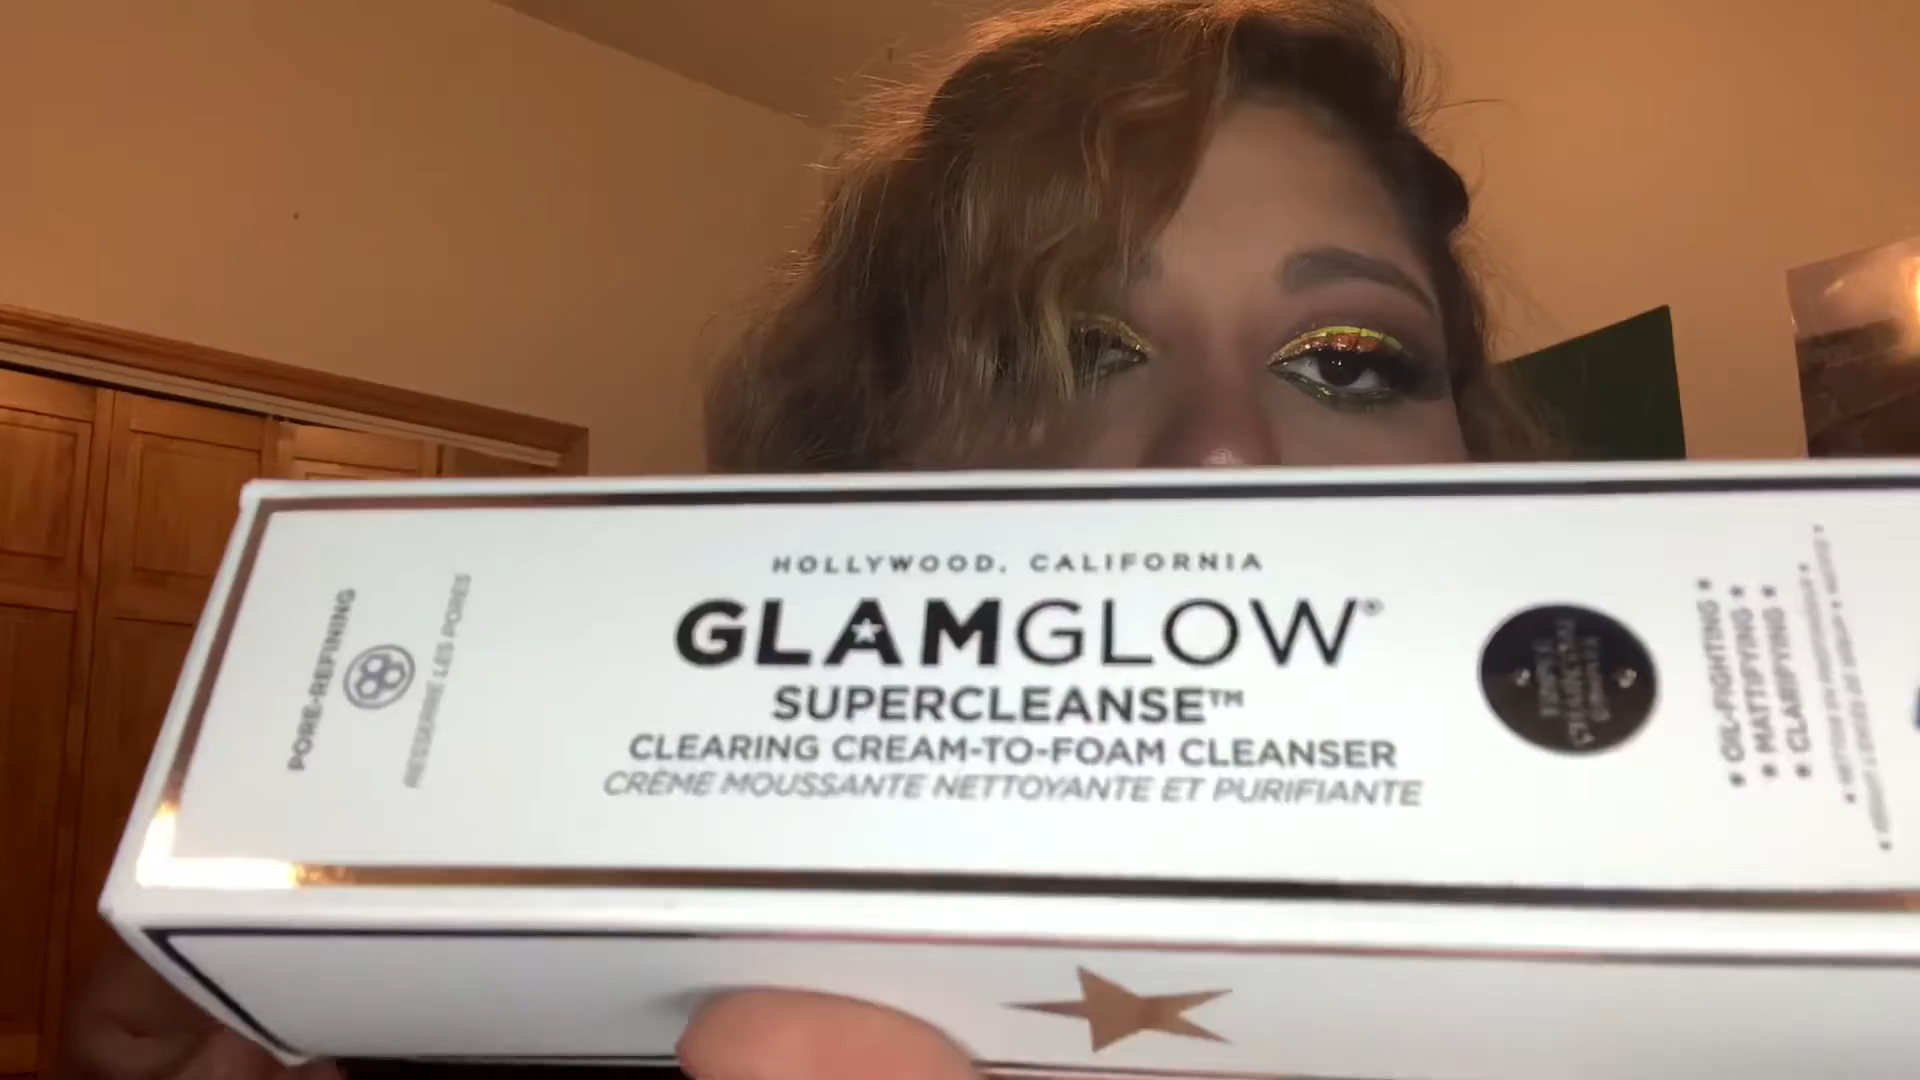 PORE-REFINING
RESSERRE LES PORES
HOLLYWOOD, CALIFORNIA
GLAMGLOW®
SUPERCLEANSE™
CLEARING CREAM-TO-FOAM CLEANSER
CRÈME MOUSSANTE NETTOYANTE ET PURIFIANTE
★ OIL-FIGHTING ★
★ MATTIFYING ★
★ CLARIFYING ★